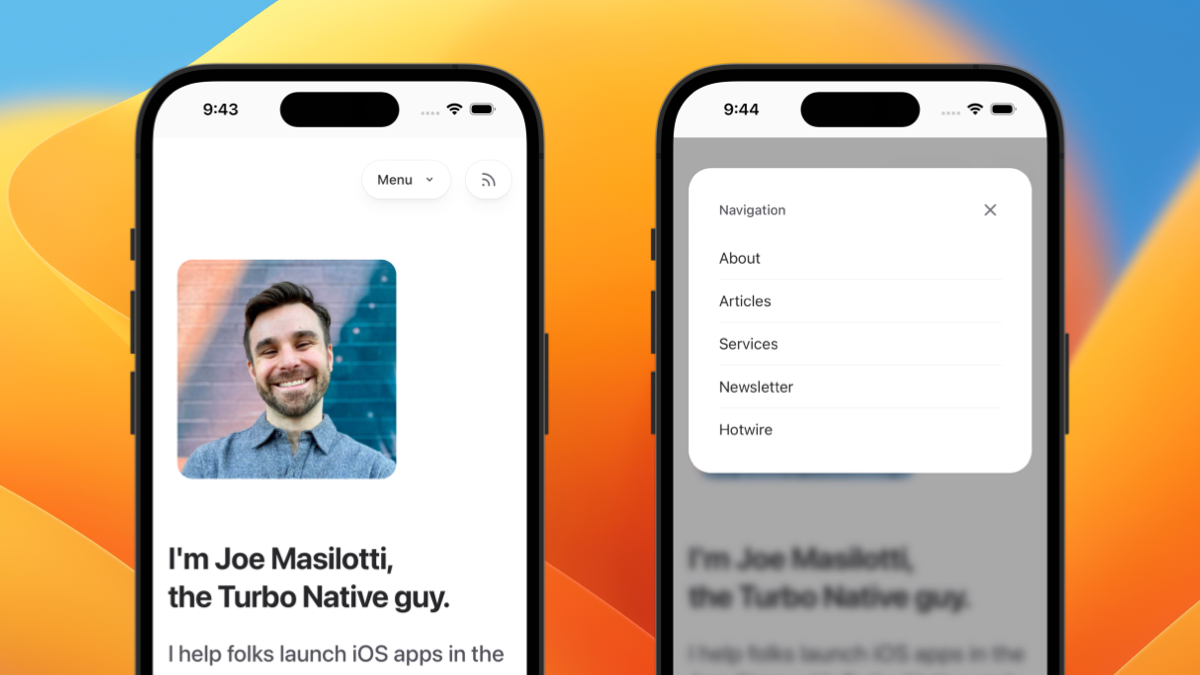 9:43
Menu
I'm Joe Masilotti,
the Turbo Native guy.
I help folks launch iOS apps in the
9:44
Navigation
About
Articles
Services
Newsletter
Hotwire
I'm Joe Masilotti,
the Turbo Native guy.
I help folks launch iOS apps in the